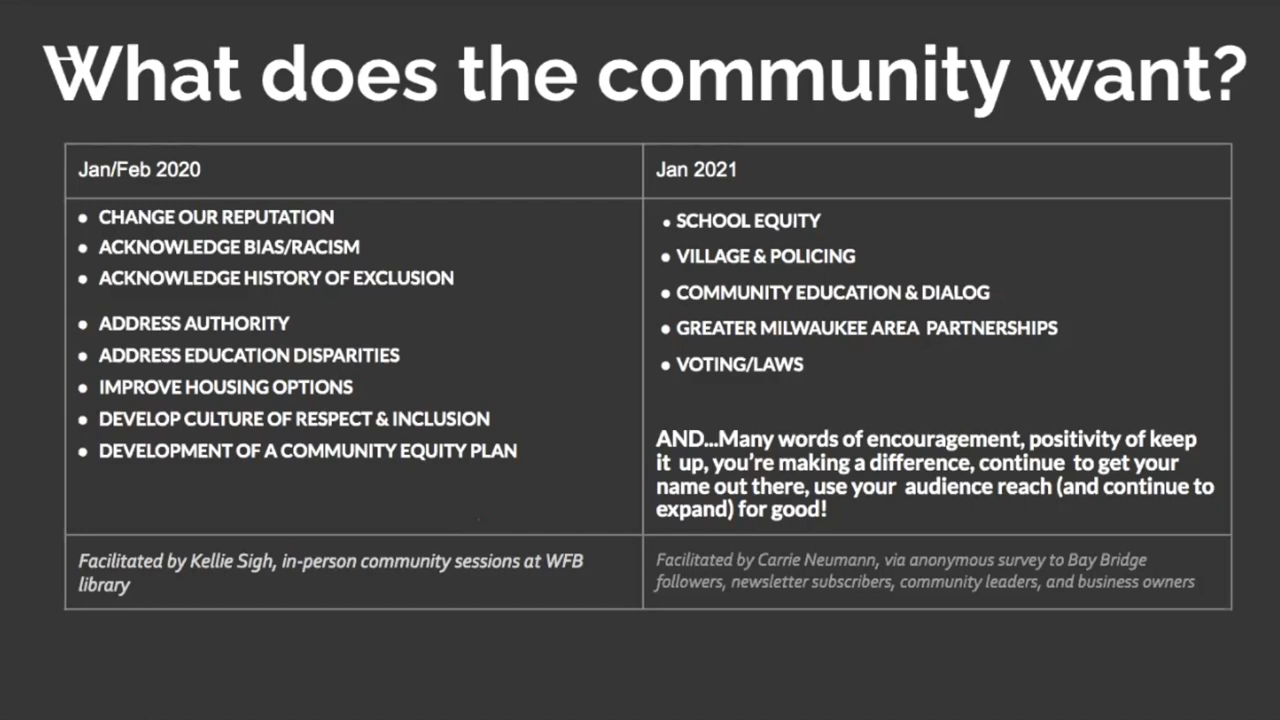 What does the community want?
Jan/Feb 2020
● CHANGE OUR REPUTATION
● ACKNOWLEDGE BIAS/RACISM
● ACKNOWLEDGE HISTORY OF EXCLUSION
● ADDRESS AUTHORITY
● ADDRESS EDUCATION DISPARITIES
● IMPROVE HOUSING OPTIONS
● DEVELOP CULTURE OF RESPECT & INCLUSION
● DEVELOPMENT OF A COMMUNITY EQUITY PLAN
Facilitated by Kellie Sigh, in-person community sessions at WFB
library
Jan 2021
● SCHOOL EQUITY
● VILLAGE & POLICING
● COMMUNITY EDUCATION & DIALOG
● GREATER MILWAUKEE AREA PARTNERSHIPS
● VOTING/LAWS
AND...Many words of encouragement, positivity of keep
it up, you're making a difference, continue to get your
name out there, use your audience reach (and continue to
expand) for good!
Facilitated by Carrie Neumann, via anonymous survey to Bay Bridge
followers, newsletter subscribers, community leaders, and business owners